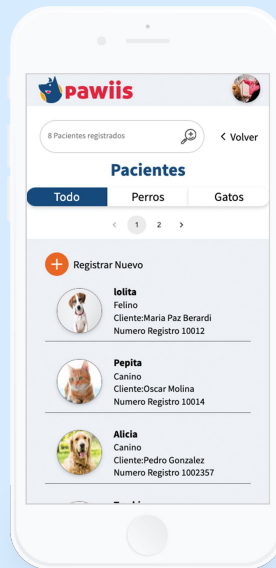 pawiis
8 Pacientes registrados
< Volver
Pacientes
Todo Perros Gatos
< 1 2 >
+ Registrar Nuevo
lolita
Felino
Cliente:Maria Paz Berardi
Numero Registro 10012
Pepita
Canino
Cliente:Oscar Molina
Numero Registro 10014
Alicia
Canino
Cliente:Pedro Gonzalez
Numero Registro 1002357